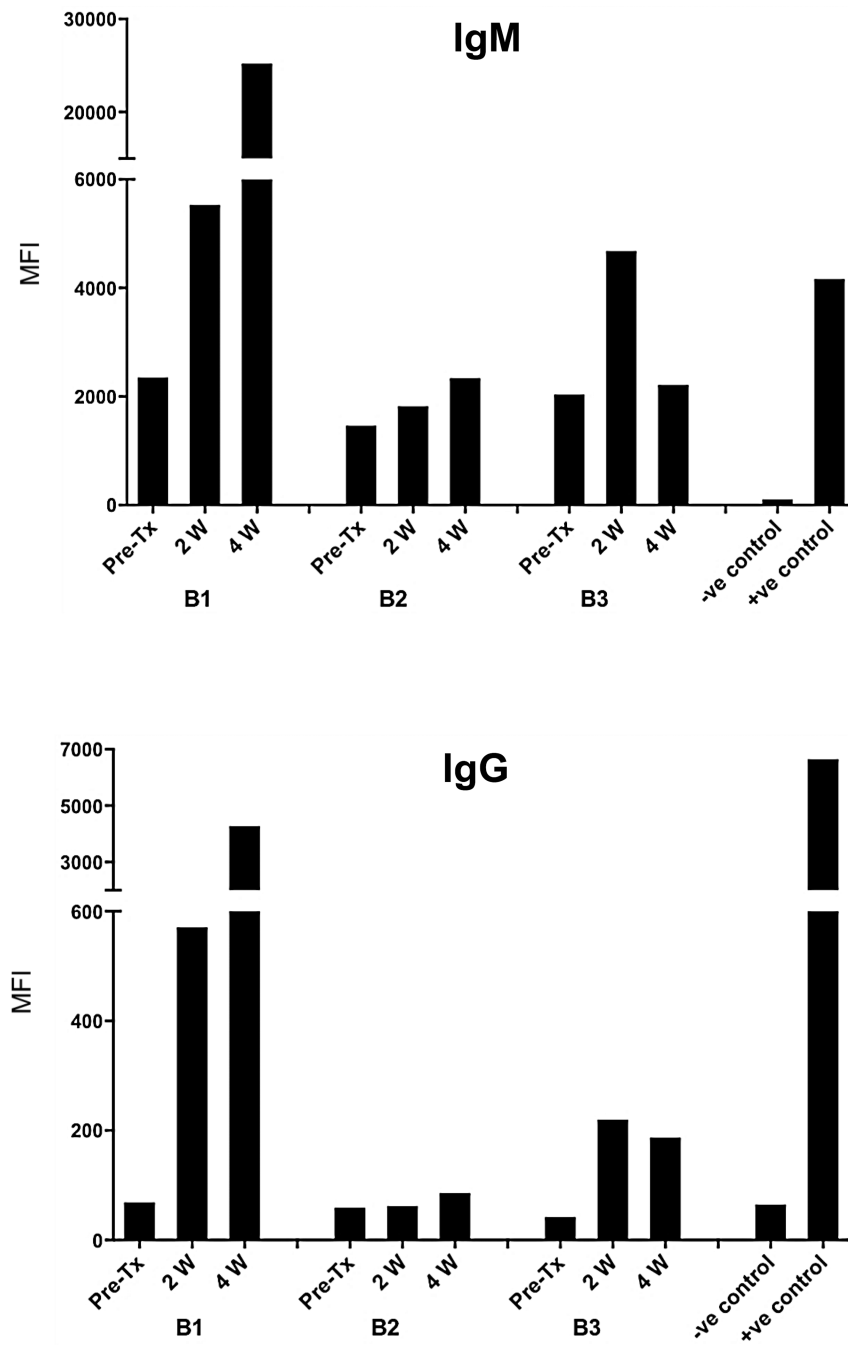 IgM
MFI
30000
20000
6000
4000
2000
0
Pre-Tx 2 W 4 W Pre-Tx 2 W 4 W Pre-Tx 2 W 4 W -ve control +ve control
B1 B2 B3
IgG
MFI
7000
5000
3000
600
400
200
0
Pre-Tx 2 W 4 W Pre-Tx 2 W 4 W Pre-Tx 2 W 4 W -ve control +ve control
B1 B2 B3